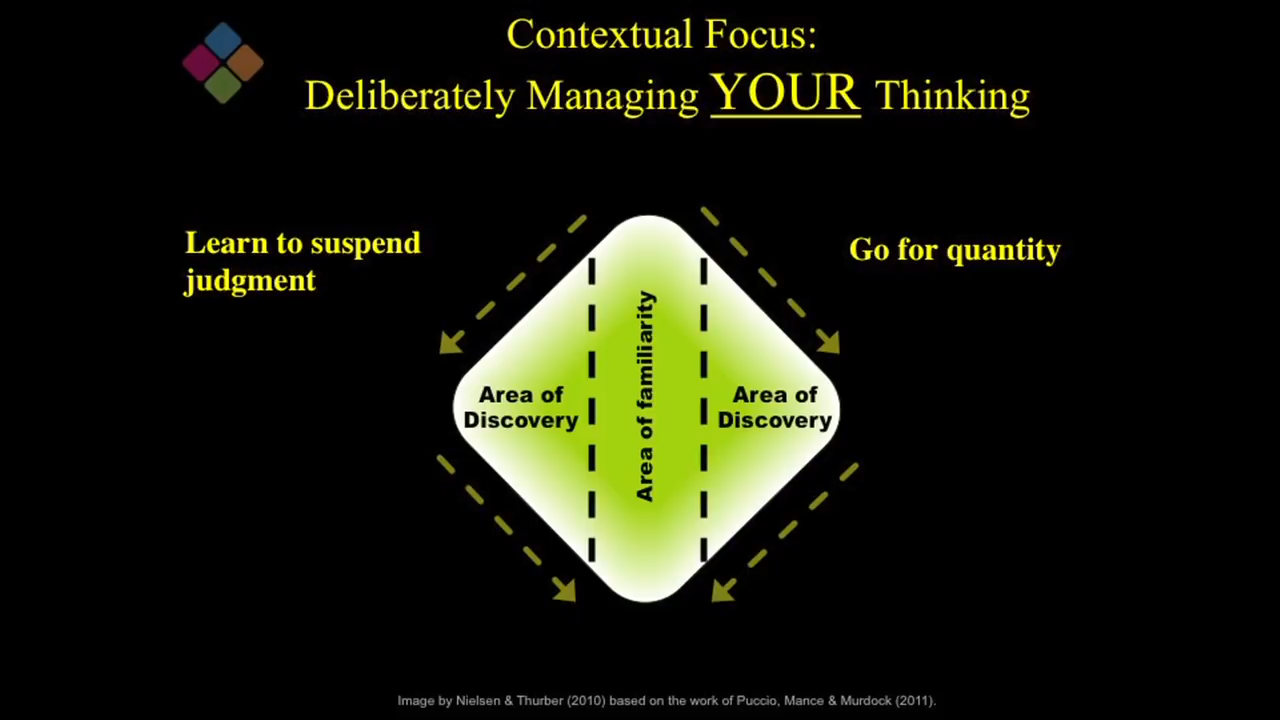 Contextual Focus:
Deliberately Managing YOUR Thinking
Learn to suspend
judgment
Go for quantity
Area of
Discovery
Area of familiarity
Area of
Discovery
Image by Nielsen & Thurber (2010) based on the work of Puccio, Mance & Murdock (2011).